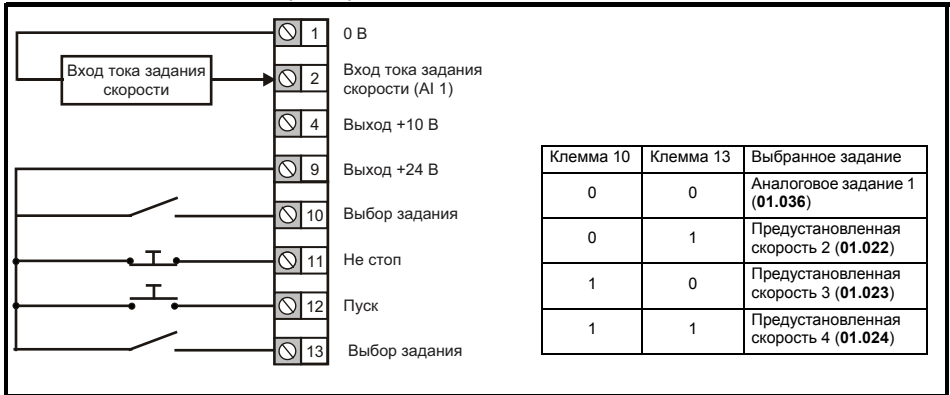 1 0 В
Вход тока задания
скорости
2 Вход тока задания
скорости (AI 1)
4 Выход +10 В
9 Выход +24 В
10 Выбор задания
11 Не стоп
12 Пуск
13 Выбор задания
Клемма 10 Клемма 13 Выбранное задание
0 0 Аналоговое задание 1
(01.036)
0 1 Предустановленная
скорость 2 (01.022)
1 0 Предустановленная
скорость 3 (01.023)
1 1 Предустановленная
скорость 4 (01.024)